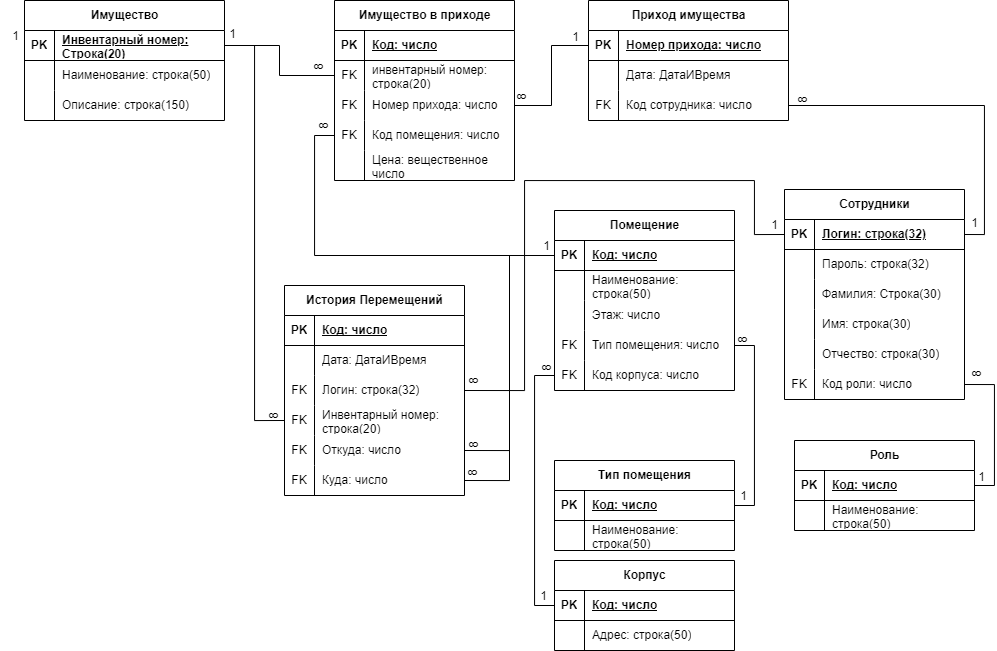 Имущество
1
PK Инвентарный номер:
Строка(20)
1
Наименование: строка(50)
Описание: строка(150)
Имущество в приходе
PK Код: число
∞
FK инвентарный номер:
строка(20)
FK Номер прихода: число
∞
∞
FK Код помещения: число
Цена: вещественное
число
Приход имущества
1
PK Номер прихода: число
Дата: ДатаИВремя
FK Код сотрудника: число
∞
Сотрудники
1
PK Логин: строка(32)
1
Пароль: строка(32)
Фамилия: Строка(30)
Имя: строка(30)
Отчество: строка(30)
FK Код роли: число
∞
Помещение
1
PK Код: число
Наименование:
строка(50)
Этаж: число
FK Тип помещения: число
∞
∞
FK Код корпуса: число
История Перемещений
PK Код: число
Дата: ДатаИВремя
FK Логин: строка(32)
∞
∞
FK Инвентарный номер:
строка(20)
FK Откуда: число
∞
FK Куда: число
∞
Роль
PK Код: число
1
Наименование:
строка(50)
Тип помещения
PK Код: число
1
Наименование:
строка(50)
Корпус
1
PK Код: число
Адрес: строка(50)